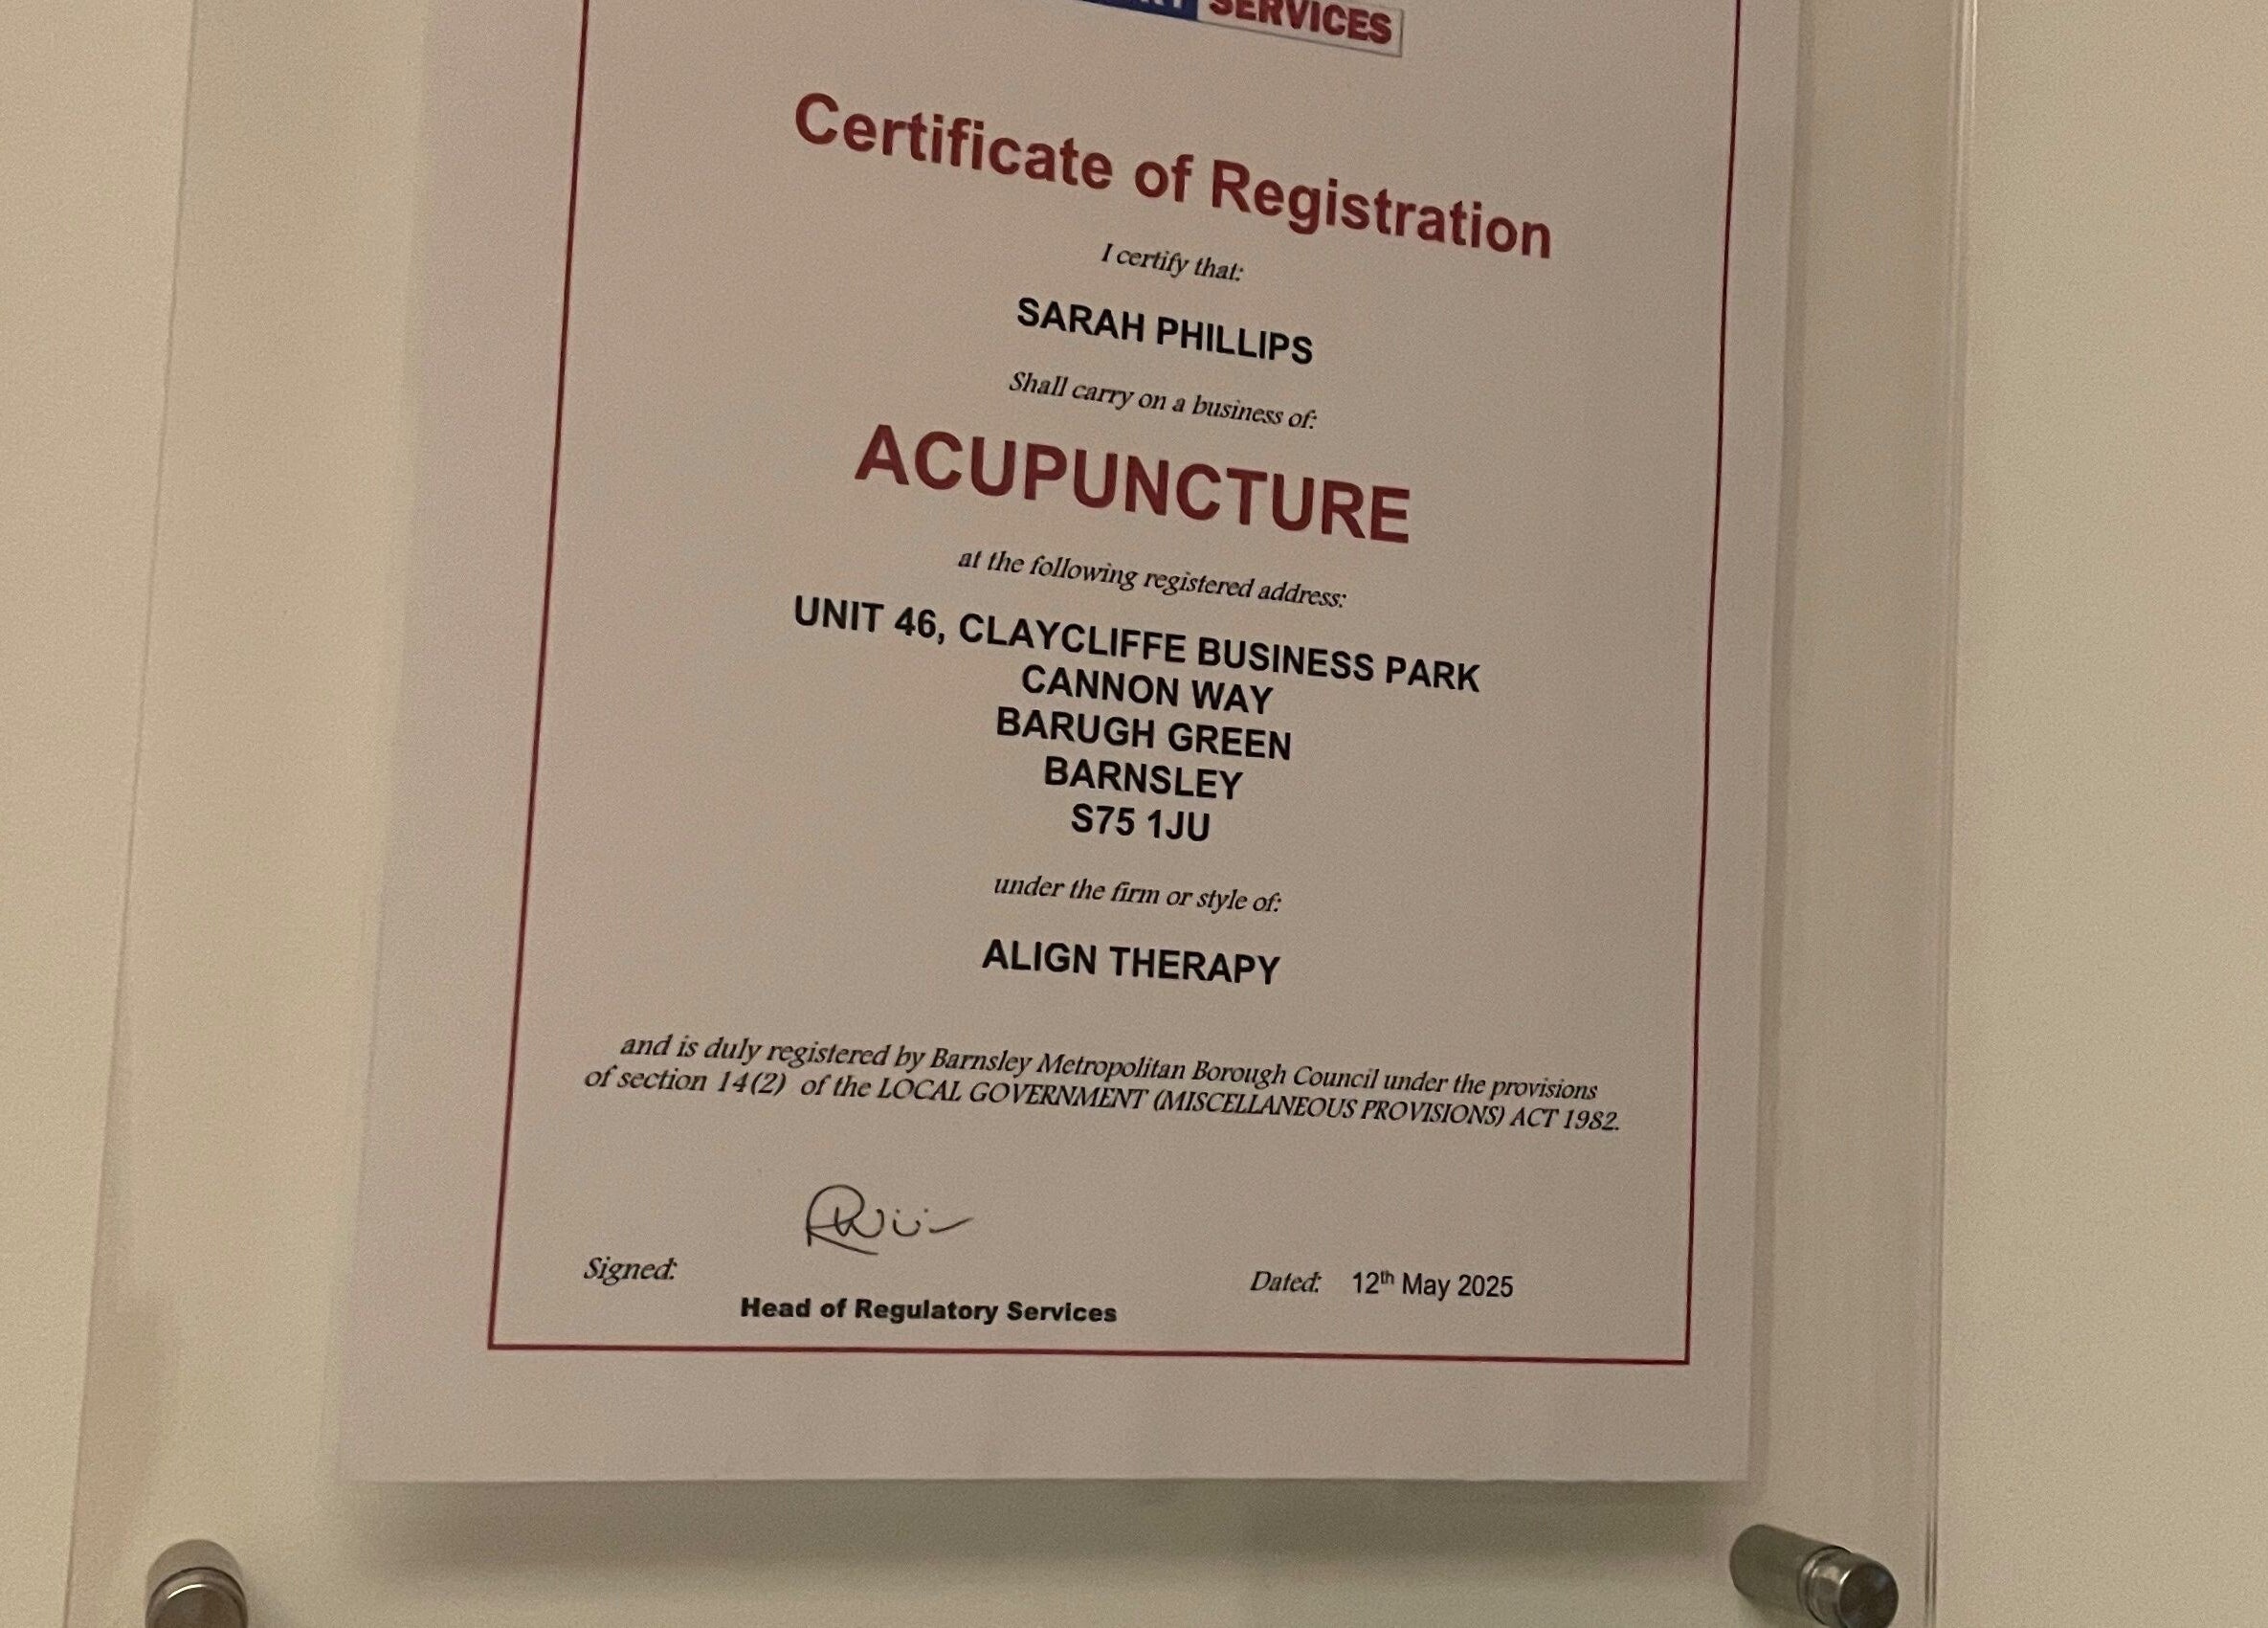 SERVICES
Certificate of Registration
I certify that:
SARAH PHILLIPS
Shall carry on a business of:
ACUPUNCTURE
at the following registered address:
UNIT 46, CLAYCLIFFE BUSINESS PARK
CANNON WAY
BARUGH GREEN
BARNSLEY
S75 1JU
under the firm or style of:
ALIGN THERAPY
and is duly registered by Barnsley Metropolitan Borough Council under the provisions
of section 14(2) of the LOCAL GOVERNMENT (MISCELLANEOUS PROVISIONS) ACT 1982.
Signed:
Head of Regulatory Services
Dated: 12th May 2025